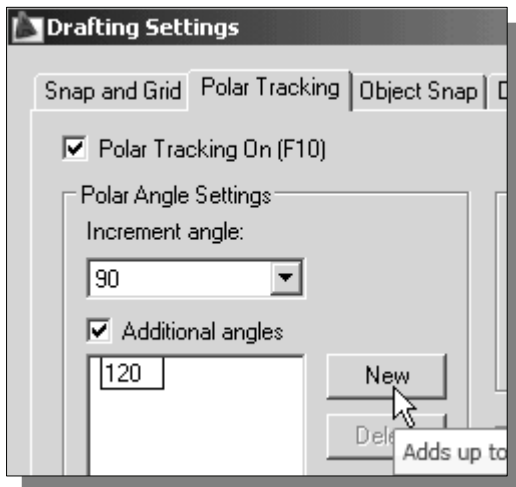 Drafting Settings
Snap and Grid Polar Tracking Object Snap
Polar Tracking On (F10)
Polar Angle Settings
Increment angle:
90
Additional angles
120
New
Adds up to